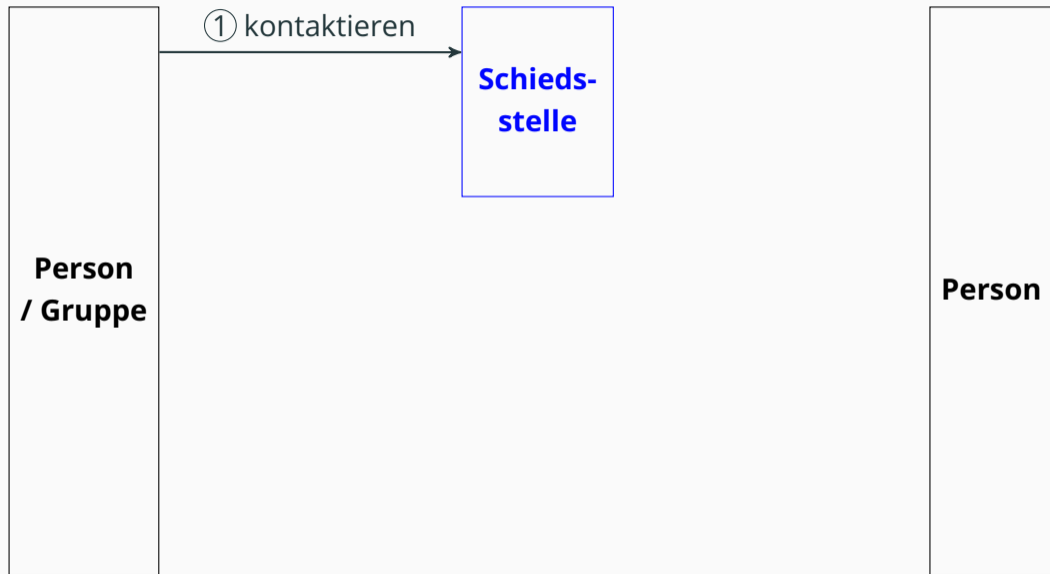 ① kontaktieren
Schieds-
stelle
Person
/ Gruppe
Person